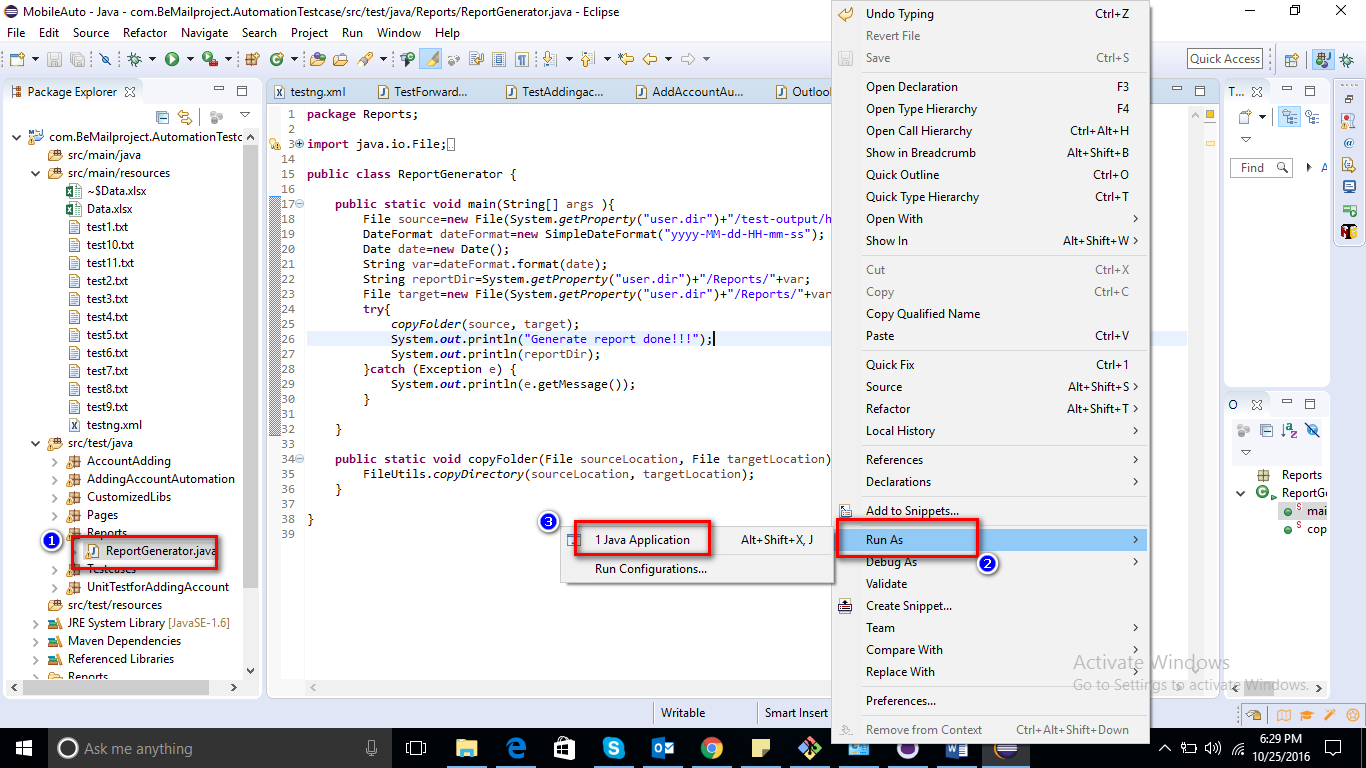 MobileAuto - Java - com.BeMailproject.AutomationTestcase/src/test/java/Reports/ReportGenerator.java - Eclipse
File Edit Source Refactor Navigate Search Project Run Window Help
Quick Access
Package Explorer
com.BeMailproject.AutomationTestc
src/main/java
src/main/resources
~$Data.xlsx
Data.xlsx
test1.txt
test10.txt
test11.txt
test2.txt
test3.txt
test4.txt
test5.txt
test6.txt
test7.txt
test8.txt
test9.txt
testng.xml
src/test/java
AccountAdding
AddingAccountAutomation
CustomizedLibs
Pages
Reports
1
ReportGenerator.java
Testcases
UnitTestforAddingAccount
src/test/resources
JRE System Library [JavaSE-1.6]
Maven Dependencies
Referenced Libraries
Reports
testng.xml TestForward... TestAddingac... AddAccountAu... Outloo
1 package Reports;
2
3 import java.io.File;
14
15 public class ReportGenerator {
16
17 public static void main(String[] args ){
18 File source=new File(System.getProperty("user.dir")+"/test-output/h
19 DateFormat dateFormat=new SimpleDateFormat("yyyy-MM-dd-HH-mm-ss");
20 Date date=new Date();
21 String var=dateFormat.format(date);
22 String reportDir=System.getProperty("user.dir")+"/Reports/"+var;
23 File target=new File(System.getProperty("user.dir")+"/Reports/"+var
24 try{
25 copyFolder(source, target);
26 System.out.println("Generate report done!!!");
27 System.out.println(reportDir);
28 }catch (Exception e) {
29 System.out.println(e.getMessage());
30 }
31
32 }
33
34 public static void copyFolder(File sourceLocation, File targetLocation)
35 FileUtils.copyDirectory(sourceLocation, targetLocation);
36 }
37
38 }
39
3
1 Java Application Alt+Shift+X, J
Run Configurations...
Undo Typing Ctrl+Z
Revert File
Save Ctrl+S
Open Declaration F3
Open Type Hierarchy F4
Open Call Hierarchy Ctrl+Alt+H
Show in Breadcrumb Alt+Shift+B
Quick Outline Ctrl+O
Quick Type Hierarchy Ctrl+T
Open With
Show In Alt+Shift+W
Cut Ctrl+X
Copy Ctrl+C
Copy Qualified Name
Paste Ctrl+V
Quick Fix Ctrl+1
Source Alt+Shift+S
Refactor Alt+Shift+T
Local History
References
Declarations
Add to Snippets...
Run As
2
Debug As
Validate
Create Snippet...
Team
Compare With
Replace With
Preferences...
Remove from Context Ctrl+Alt+Shift+Down
T...
Find
A
O
Reports
ReportG
mai
cop
Activate Windows
Go to Settings to activate Windows.
Writable Smart Insert
Ask me anything
6:29 PM
10/25/2016